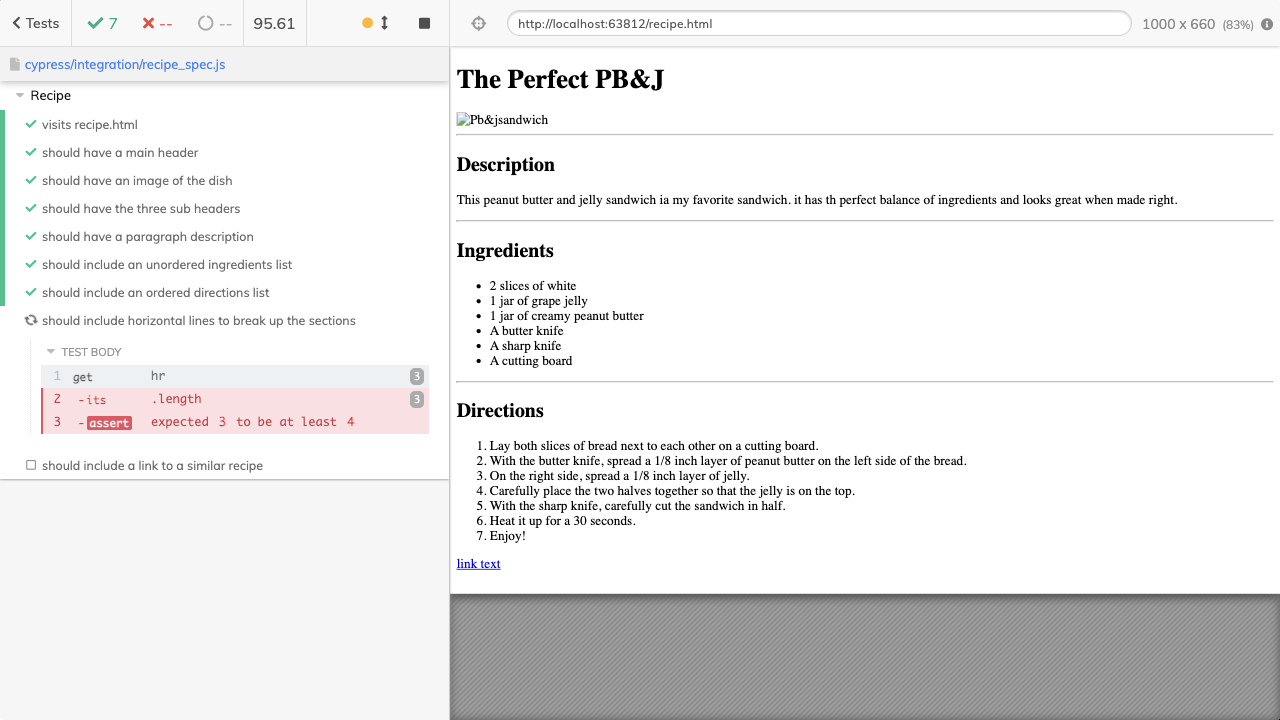 Tests
7
--
--
95.61
http://localhost:63812/recipe.html
1000 x 660 (83%)
cypress/integration/recipe_spec.js
Recipe
visits recipe.html
should have a main header
should have an image of the dish
should have the three sub headers
should have a paragraph description
should include an unordered ingredients list
should include an ordered directions list
should include horizontal lines to break up the sections
TEST BODY
1 get hr 3
2 -its .length 3
3 -assert expected 3 to be at least 4
should include a link to a similar recipe
The Perfect PB&J
Pb&jsandwich
Description
This peanut butter and jelly sandwich ia my favorite sandwich. it has th perfect balance of ingredients and looks great when made right.
Ingredients
2 slices of white
1 jar of grape jelly
1 jar of creamy peanut butter
A butter knife
A sharp knife
A cutting board
Directions
1. Lay both slices of bread next to each other on a cutting board.
2. With the butter knife, spread a 1/8 inch layer of peanut butter on the left side of the bread.
3. On the right side, spread a 1/8 inch layer of jelly.
4. Carefully place the two halves together so that the jelly is on the top.
5. With the sharp knife, carefully cut the sandwich in half.
6. Heat it up for a 30 seconds.
7. Enjoy!
link text